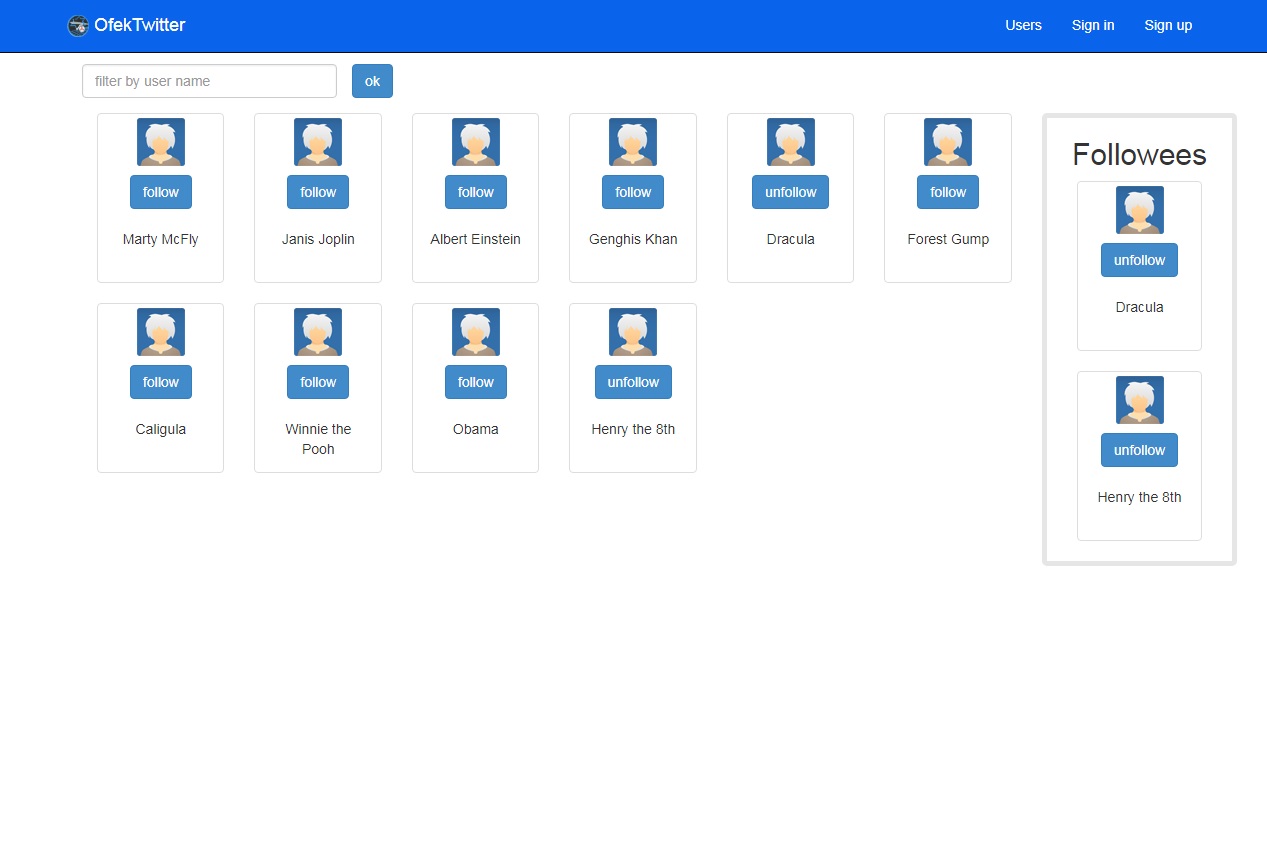 OfekTwitter
Users
Sign in
Sign up
filter by user name
ok
follow
Marty McFly
follow
Janis Joplin
follow
Albert Einstein
follow
Genghis Khan
unfollow
Dracula
follow
Forest Gump
follow
Caligula
follow
Winnie the
Pooh
follow
Obama
unfollow
Henry the 8th
Followees
unfollow
Dracula
unfollow
Henry the 8th